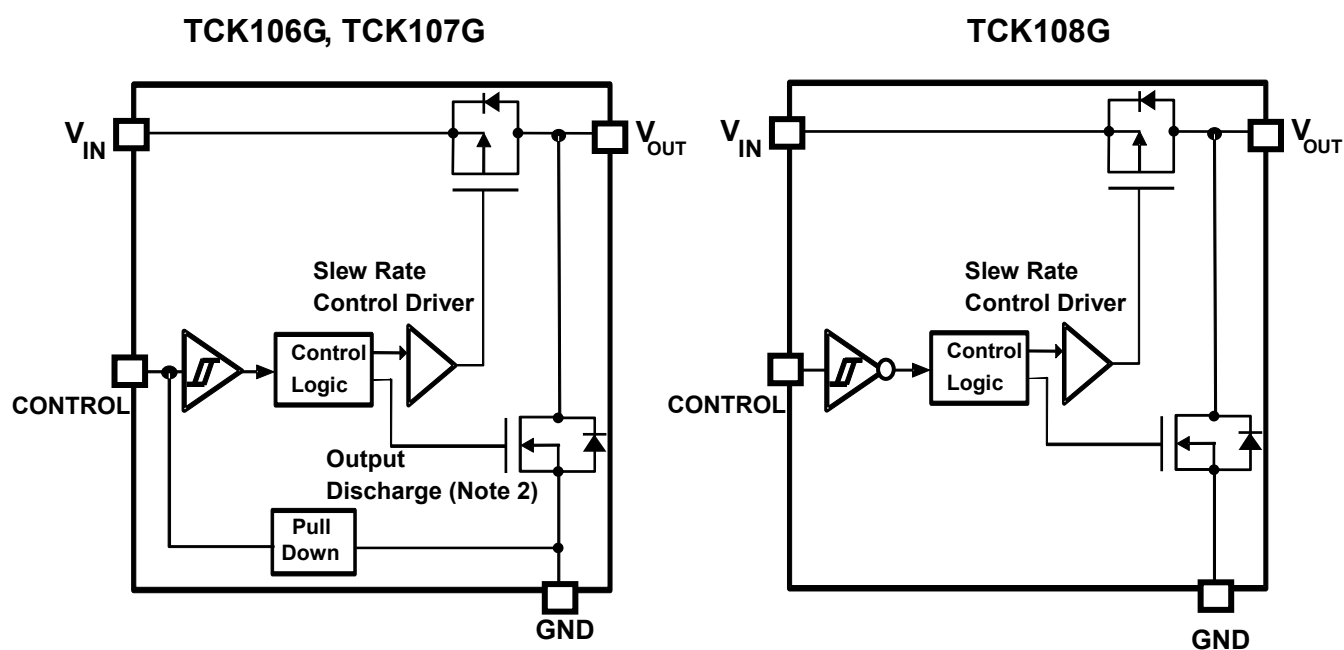 TCK106G, TCK107G
V IN
V OUT
Slew Rate
Control Driver
Control
Logic
CONTROL
Output
Discharge (Note 2)
Pull
Down
GND
TCK108G
V IN
V OUT
Slew Rate
Control Driver
Control
Logic
CONTROL
GND